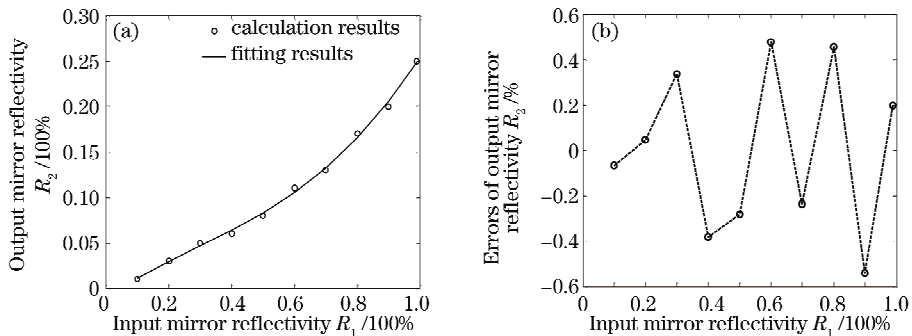 (a)
calculation results
fitting results
Output mirror reflectivity
R2 /100%
0.30
0.25
0.20
0.15
0.10
0.05
0
0 0.2 0.4 0.6 0.8 1.0
Input mirror reflectivity R1 /100%
(b)
Errors of output mirror
reflectivity R2 /%
0.6
0.4
0.2
0
−0.2
−0.4
−0.6
0 0.2 0.4 0.6 0.8 1.0
Input mirror reflectivity R1 /100%